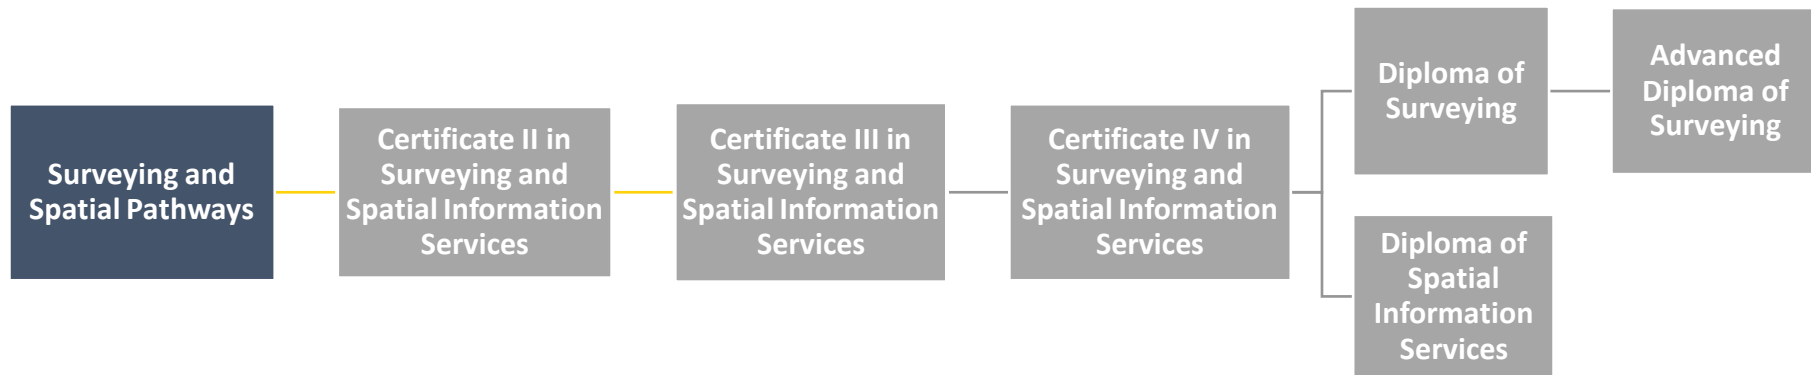 Surveying and
Spatial Pathways
Certificate II in
Surveying and
Spatial Information
Services
Certificate III in
Surveying and
Spatial Information
Services
Certificate IV in
Surveying and
Spatial Information
Services
Diploma of
Surveying
Advanced
Diploma of
Surveying
Diploma of
Spatial
Information
Services